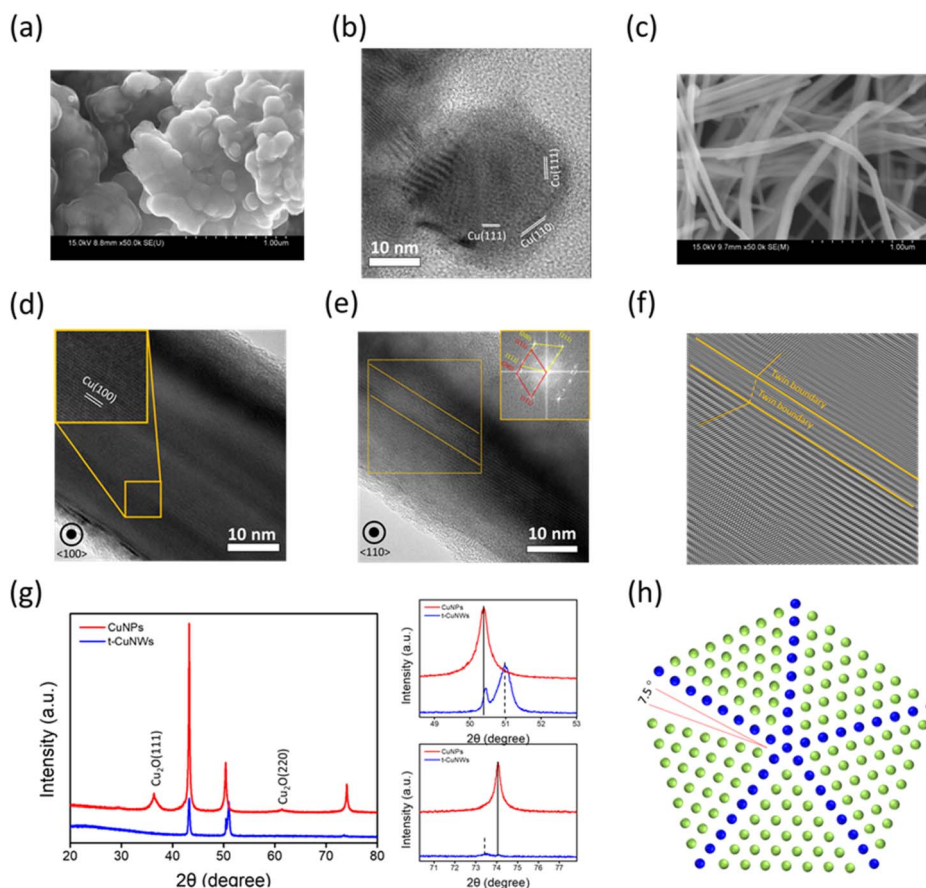 (a)
(b)
(c)
15.0kV 8.8mm x50.0k SE(U)
1.00um
Cu(111)
Cu(111)
Cu(110)
10 nm
15.0kV 9.7mm x50.0k SE(M)
1.00um
(d)
(e)
(f)
Cu(100)
<100>
10 nm
<110>
10 nm
Twin boundary
Twin boundary
(g)
Intensity (a.u.)
CuNPs
t-CuNWs
Cu₂O(111)
Cu₂O(220)
20 30 40 50 60 70 80
2θ (degree)
Intensity (a.u.)
CuNPs
t-CuNWs
49 50 51 52 53
2θ (degree)
Intensity (a.u.)
CuNPs
t-CuNWs
71 72 73 74 75 76 77
2θ (degree)
(h)
7.5 °